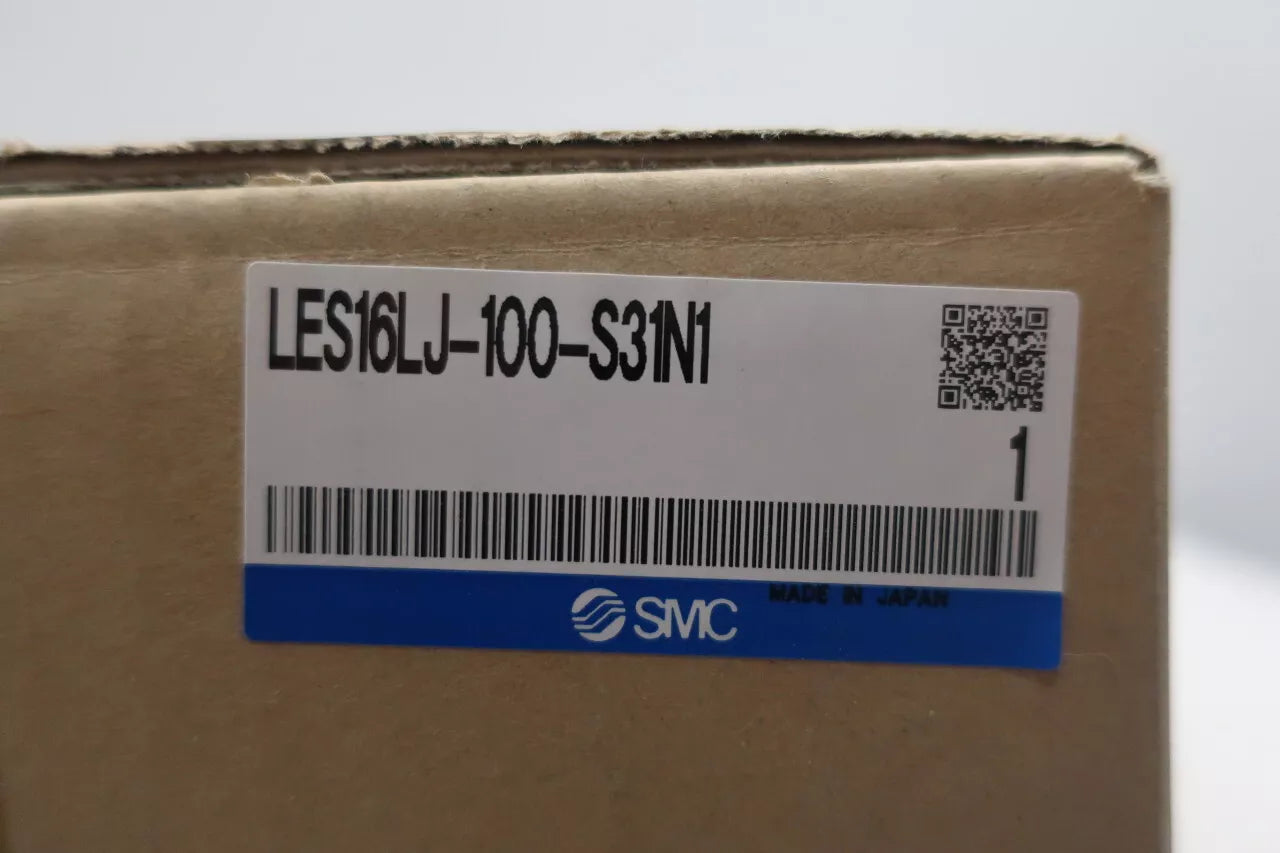 LES16LJ-100-S31N1
1
MADE IN JAPAN
SMC